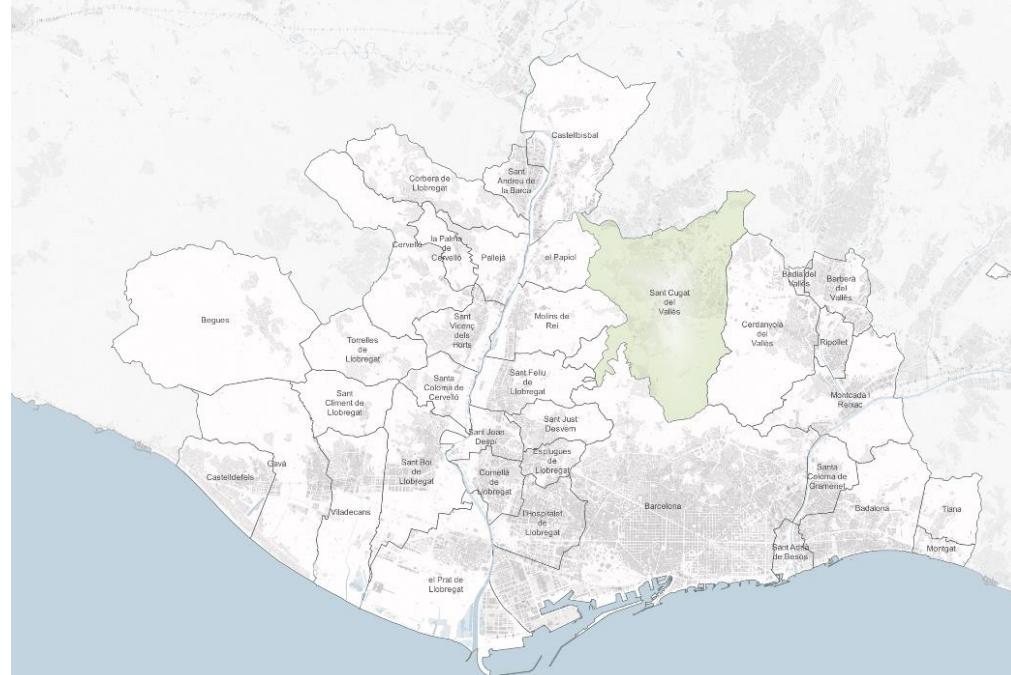 Castellbisbal
Sant
Andreu de
la Barca
Corbera de
Llobregat
Cervelló
la Palma
de
Cervelló
Pallejà
el Papiol
Sant Cugat
del
Vallès
Badia del
Vallès
Barberà
del
Vallès
Begues
Torrelles
de
Llobregat
Sant
Vicenç
dels
Horts
Molins de
Rei
Cerdanyola
del
Vallès
Ripollet
Montcada i
Reixac
Sant
Climent de
Llobregat
Santa
Coloma de
Cervelló
Sant Feliu
de
Llobregat
Sant Just
Desvern
Sant Joan
Despí
Esplugues
de
Llobregat
Castelldefels
Gavà
Viladecans
Sant Boi
de
Llobregat
Cornellà
de
Llobregat
l'Hospitalet
de
Llobregat
Barcelona
Santa
Coloma de
Gramenet
Badalona
Tiana
Montgat
Sant Adrià
de Besòs
el Prat de
Llobregat